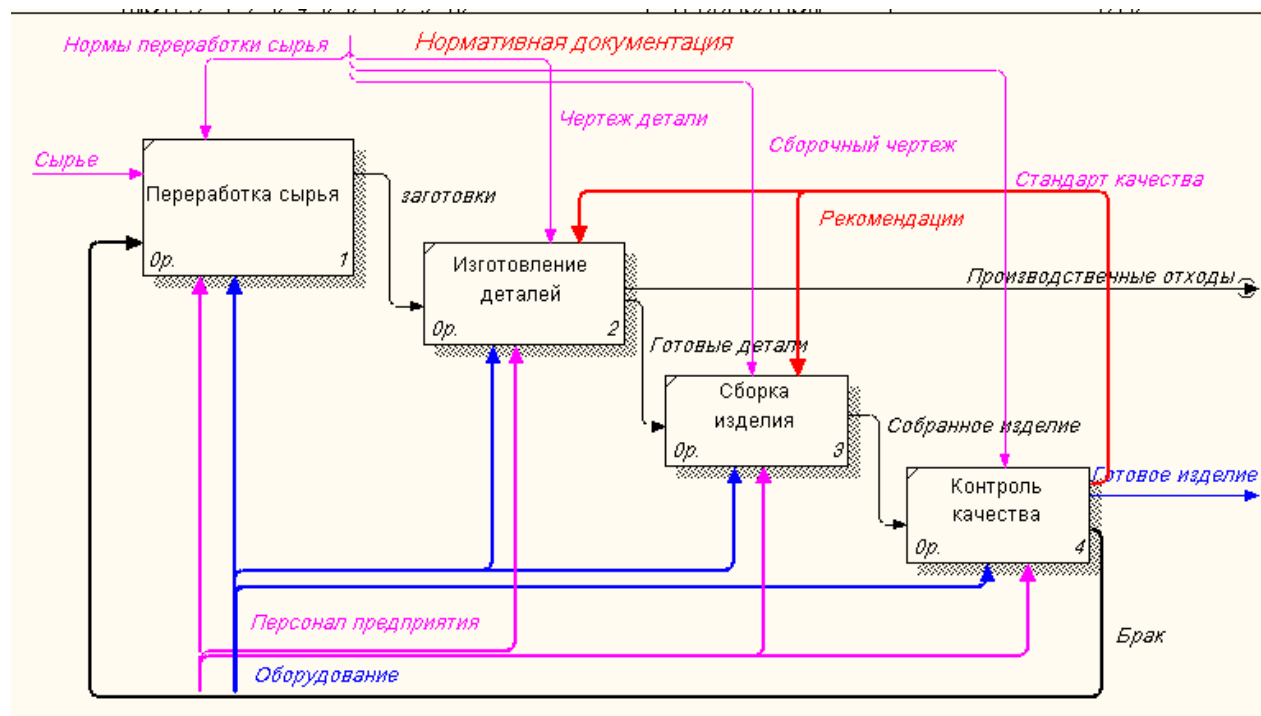 Нормы переработки сырья
Нормативная документация
Чертеж детали
Сборочный чертеж
Сырье
Стандарт качества
Переработка сырья
заготовки
Рекомендации
0р.
1
Изготовление
деталей
Производственные отходы
0р.
2
Готовые детали
Сборка
изделия
Собранное изделие
0р.
3
Готовое изделие
Контроль
качества
0р.
4
Персонал предприятия
Брак
Оборудование